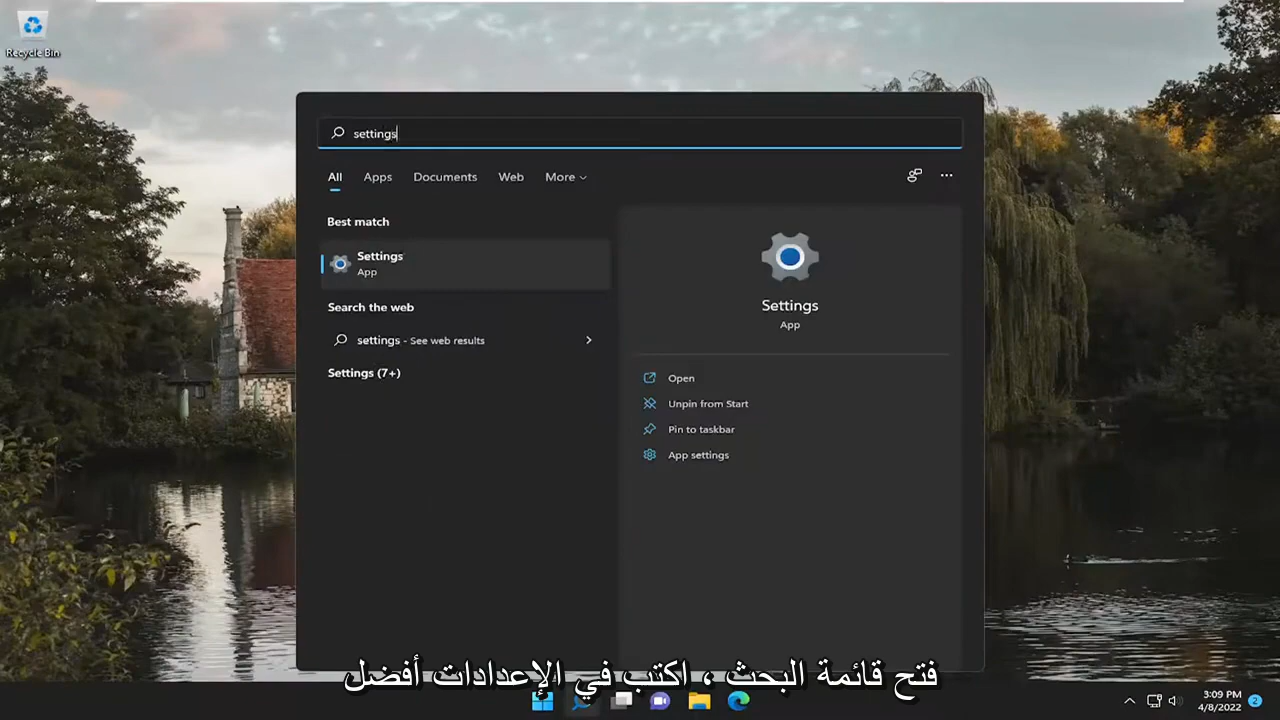 Recycle Bin
settings
All Apps Documents Web More
Best match
Settings
App
Search the web
settings - See web results
Settings (7+)
Settings
App
Open
Unpin from Start
Pin to taskbar
App settings
فتح قائمة البحث ، اكتب في الإعدادات أفضل
3:09 PM
4/8/2022
2